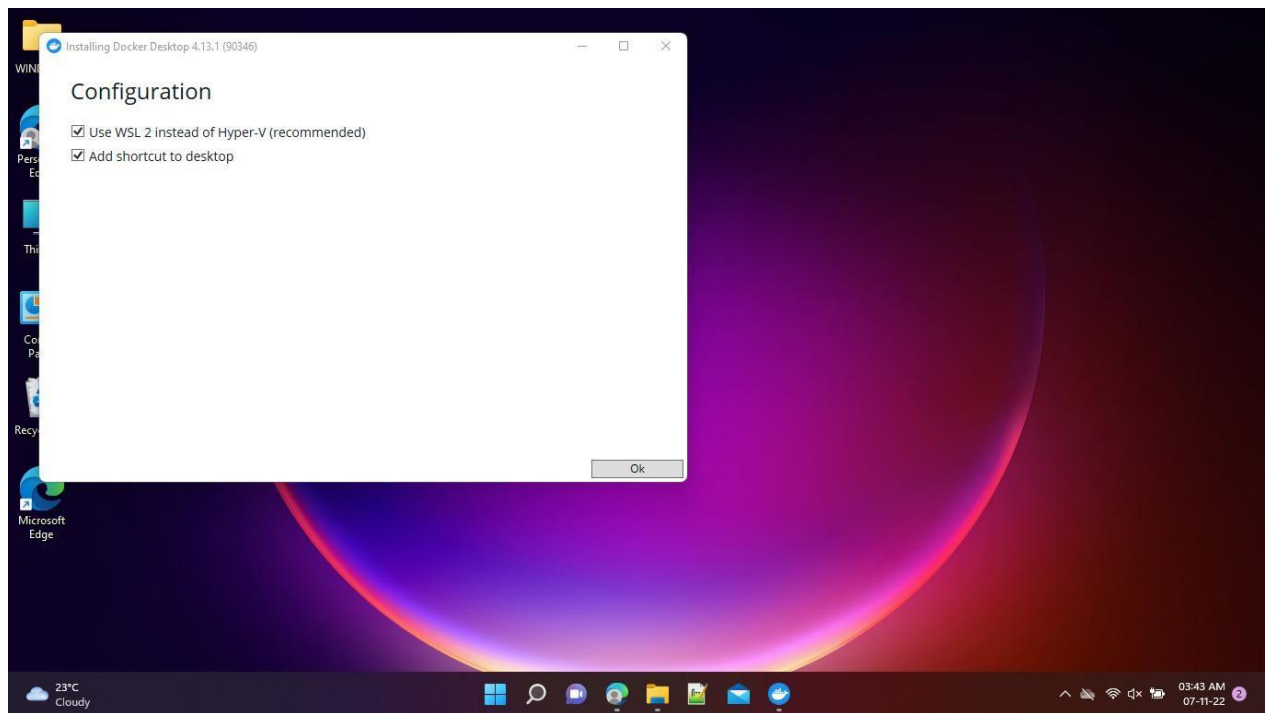 Installing Docker Desktop 4.13.1 (90346)
Configuration
Use WSL 2 instead of Hyper-V (recommended)
Add shortcut to desktop
Ok
Microsoft
Edge
23°C
Cloudy
03:43 AM
07-11-22
2